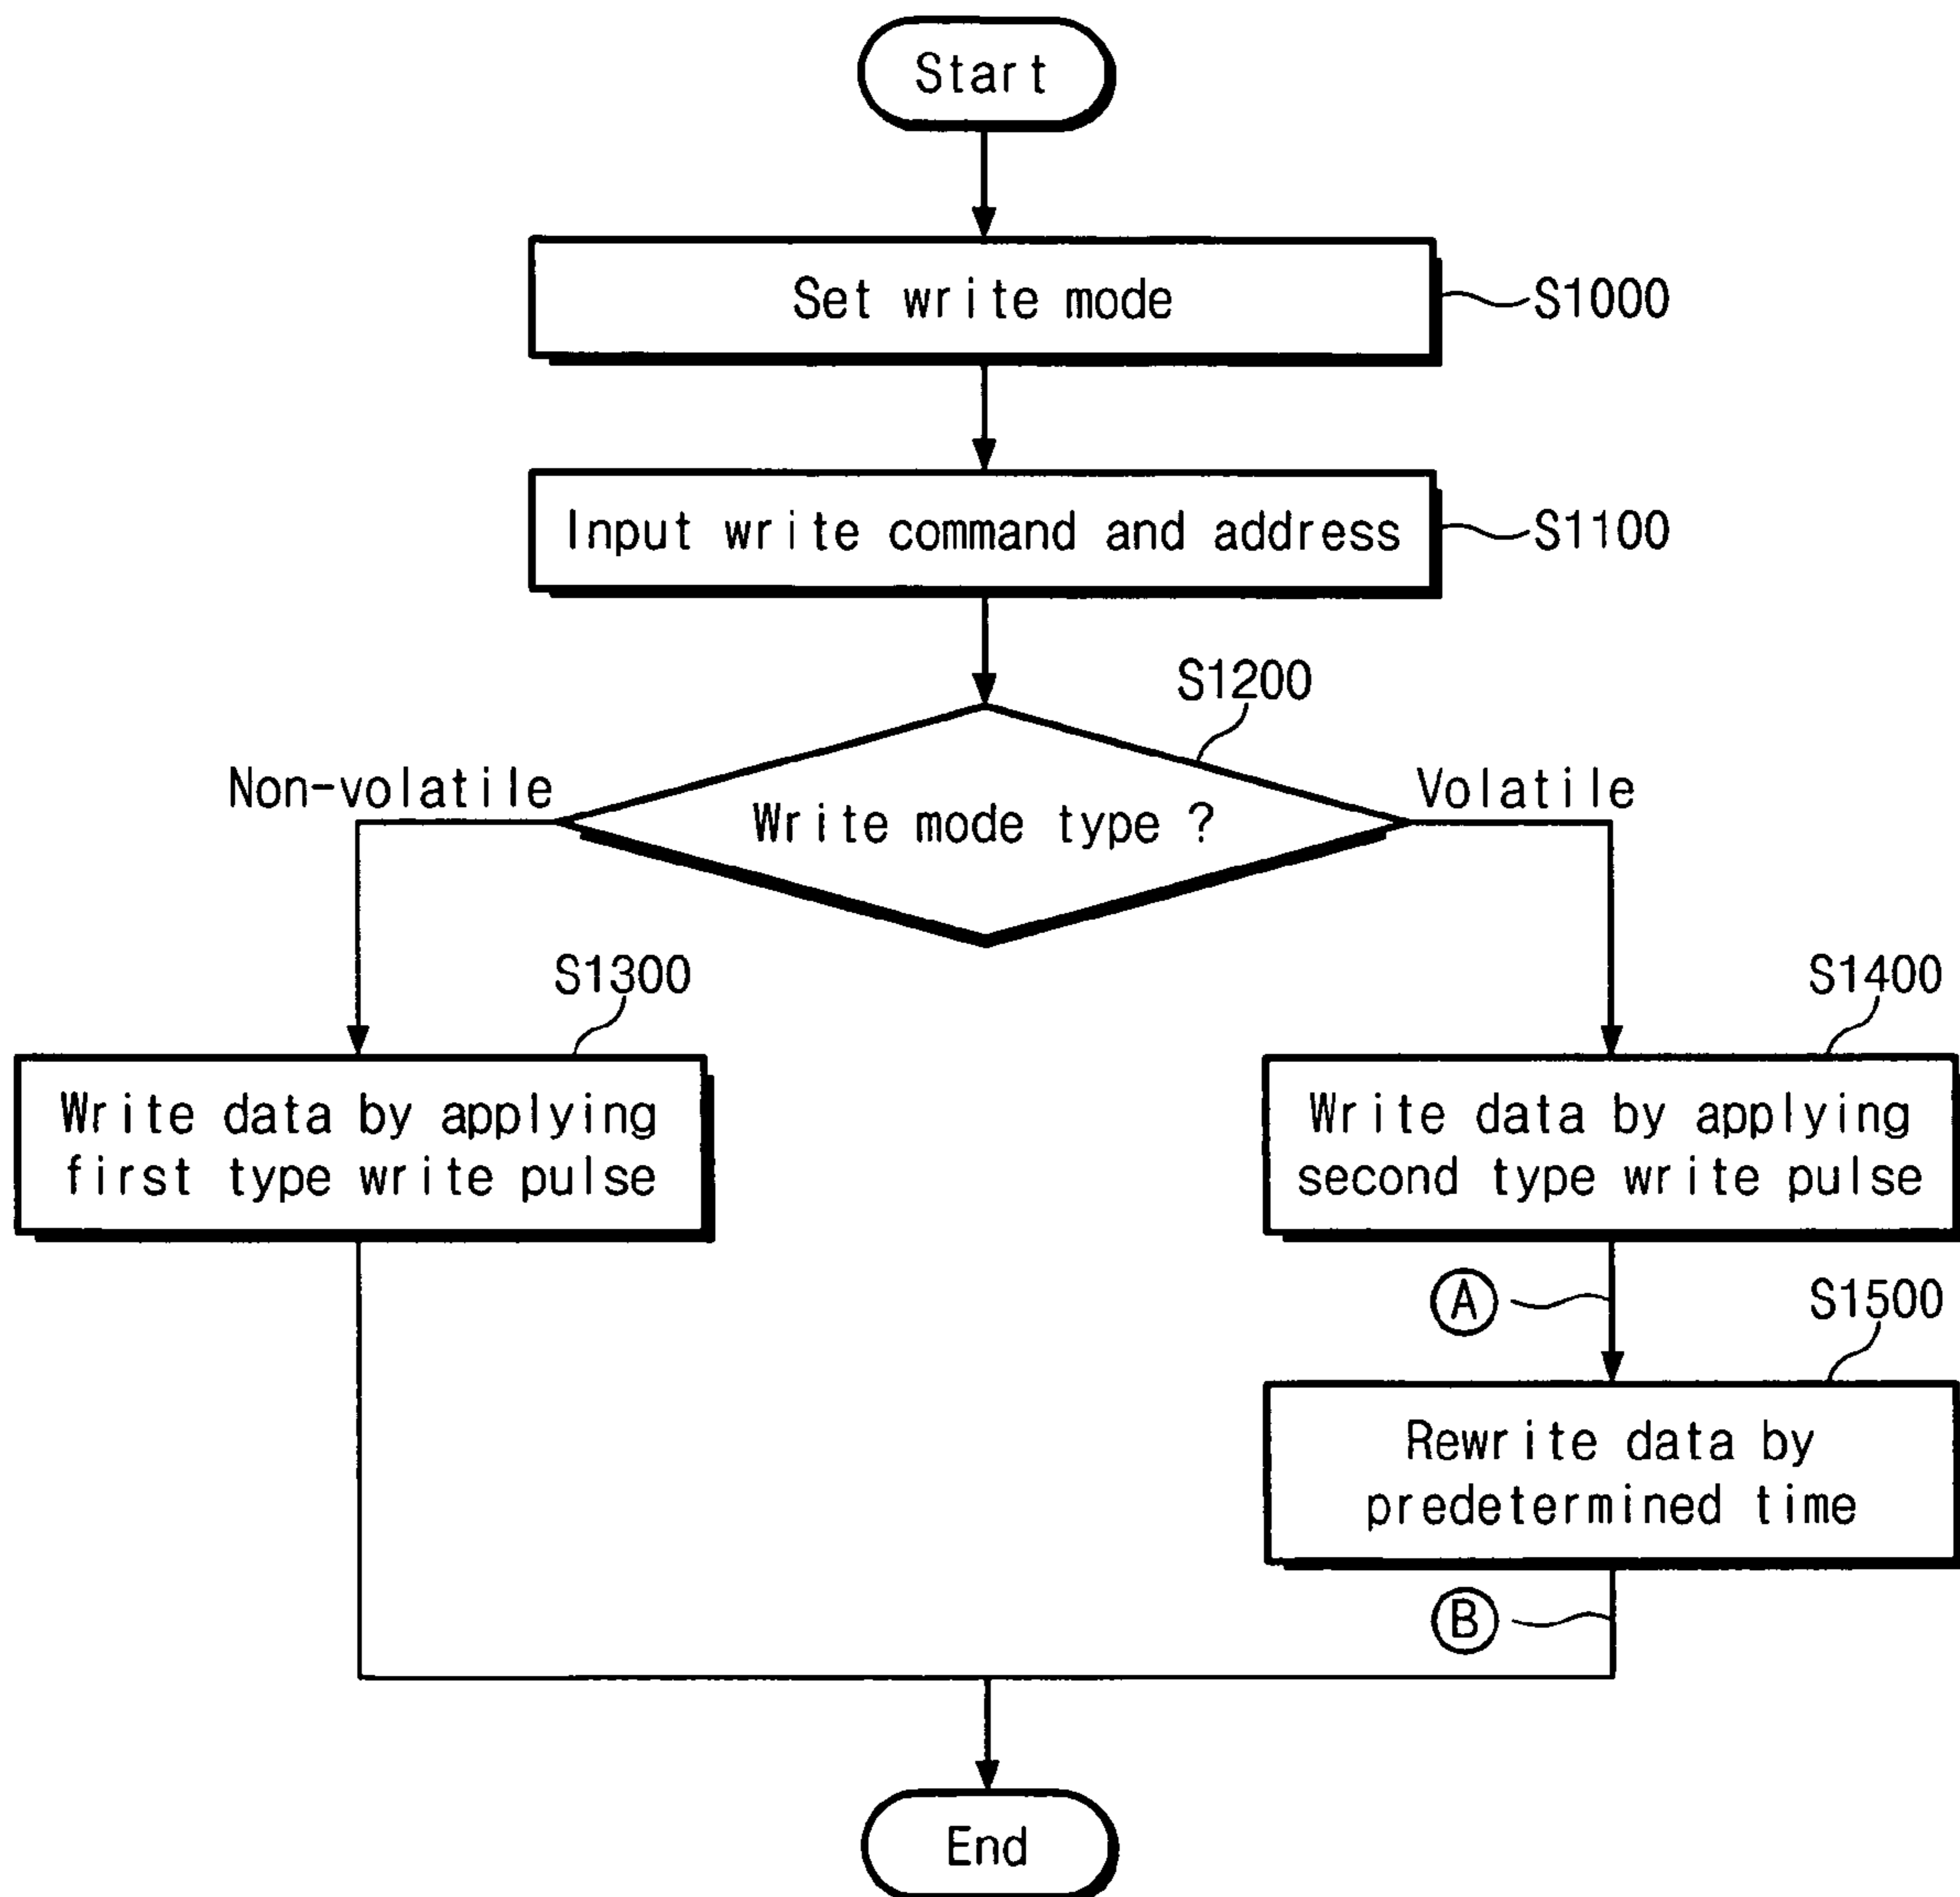 Start
Set write mode
S1000
Input write command and address
S1100
S1200
Non-volatile
Write mode type ?
Volatile
S1300
S1400
Write data by applying
first type write pulse
Write data by applying
second type write pulse
A
S1500
Rewrite data by
predetermined time
B
End